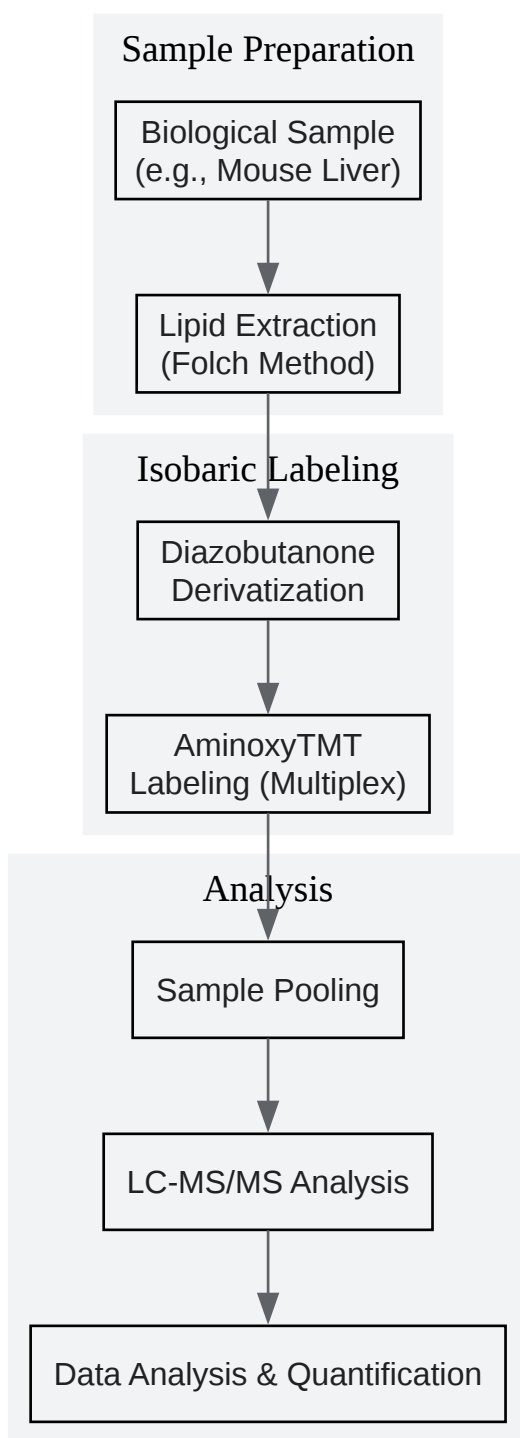 Sample Preparation
Biological Sample
(e.g., Mouse Liver)
Lipid Extraction
(Folch Method)
Isobaric Labeling
Diazobutanone
Derivatization
AminoxyTMT
Labeling (Multiplex)
Analysis
Sample Pooling
LC-MS/MS Analysis
Data Analysis & Quantification